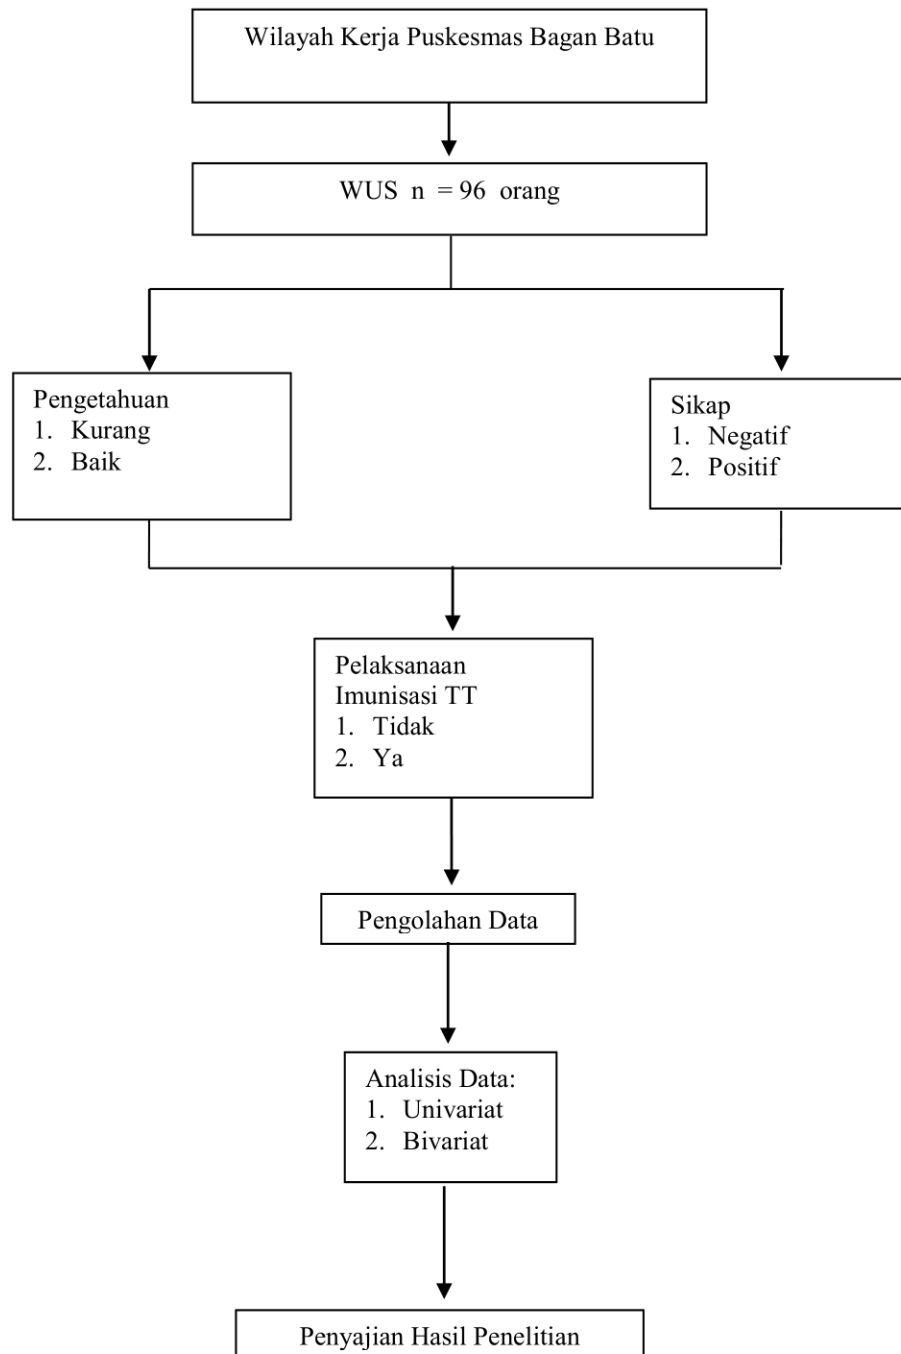 Wilayah Kerja Puskesmas Bagan Batu
WUS n = 96 orang
Pengetahuan
1. Kurang
2. Baik
Sikap
1. Negatif
2. Positif
Pelaksanaan
Imunisasi TT
1. Tidak
2. Ya
Pengolahan Data
Analisis Data:
1. Univariat
2. Bivariat
Penyajian Hasil Penelitian